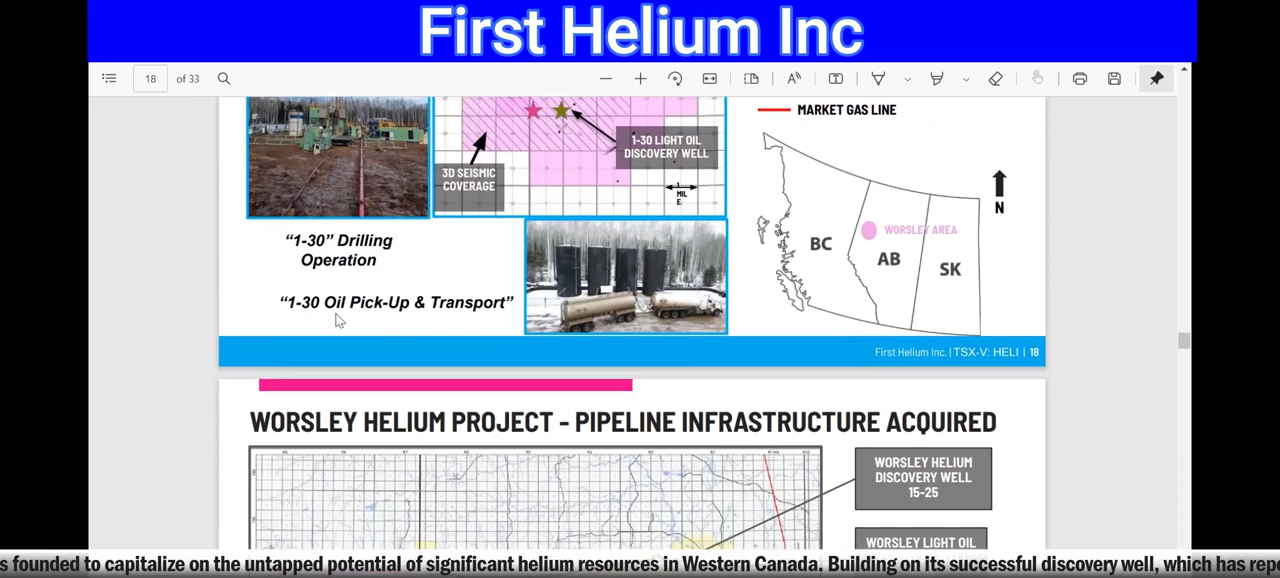 First Helium Inc
18 of 33
MARKET GAS LINE
1-30 LIGHT OIL
DISCOVERY WELL
3D SEISMIC
COVERAGE
MIL
E
N
WORSLEY AREA
BC
AB
SK
“1-30” Drilling
Operation
“1-30 Oil Pick-Up & Transport”
First Helium Inc. | TSX-V: HELI | 18
WORSLEY HELIUM PROJECT - PIPELINE INFRASTRUCTURE ACQUIRED
WORSLEY HELIUM
DISCOVERY WELL
15-25
WORSLEY LIGHT OIL
s founded to capitalize on the untapped potential of significant helium resources in Western Canada. Building on its successful discovery well, which has repo